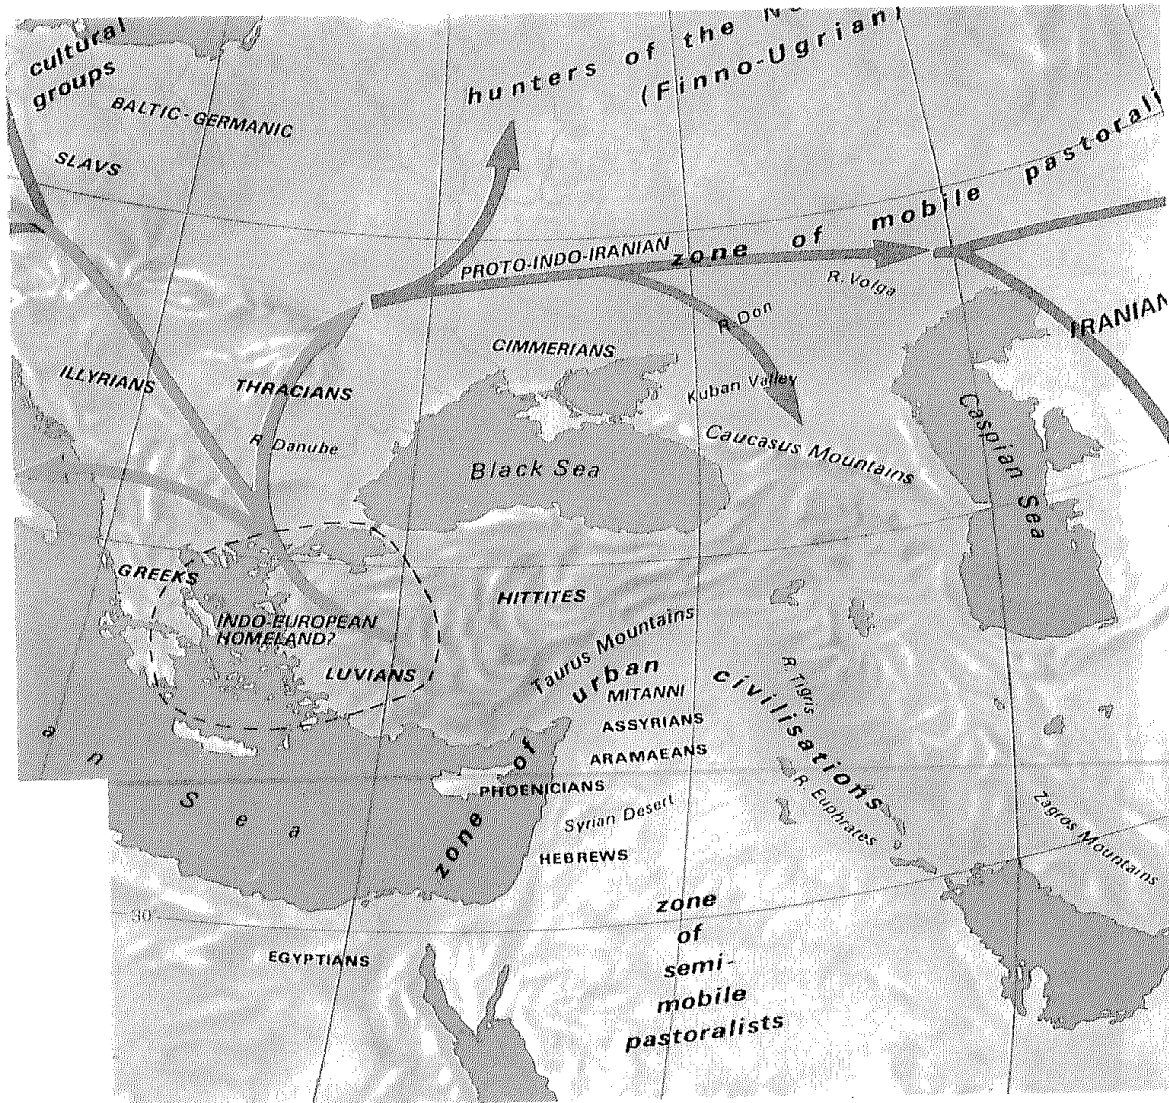 cultural
groups
hunters of the
(Finno-Ugrian)
BALTIC-GERMANIC
SLAVS
zone of mobile
PROTO-INDO-IRANIAN
R. Volga
R. Don
IRANIAN
CIMMERIANS
ILLYRIANS
THRACIANS
Kuban Valley
R. Danube
Black Sea
Caucasus Mountains
Caspian Sea
GREEKS
INDO-EUROPEAN
HOMELAND?
LUVIANS
HITTITES
Taurus Mountains
zone of urban civilisations
MITANNI
R. Tigris
ASSYRIANS
ARAMAEANS
PHOENICIANS
Syrian Desert
R. Euphrates
HEBREWS
Zagros Mountains
an Sea
30
EGYPTIANS
zone
of
semi-
mobile
pastoralists